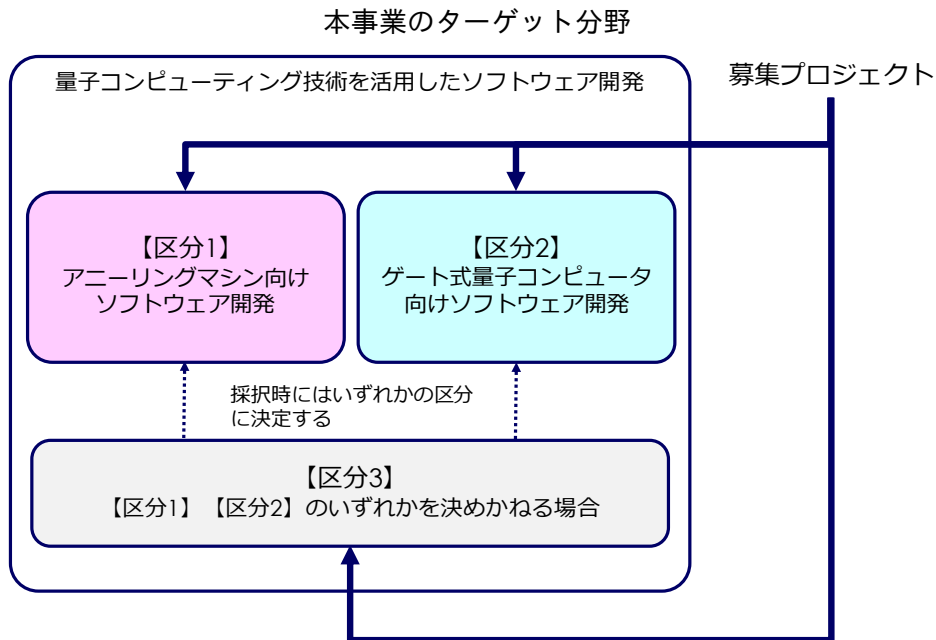 本事業のターゲット分野
量子コンピューティング技術を活用したソフトウェア開発
募集プロジェクト
【区分1】
アニーリングマシン向け
ソフトウェア開発
【区分2】
ゲート式量子コンピュータ
向けソフトウェア開発
採択時にはいずれかの区分
に決定する
【区分3】
【区分1】【区分2】のいずれかを決めかねる場合